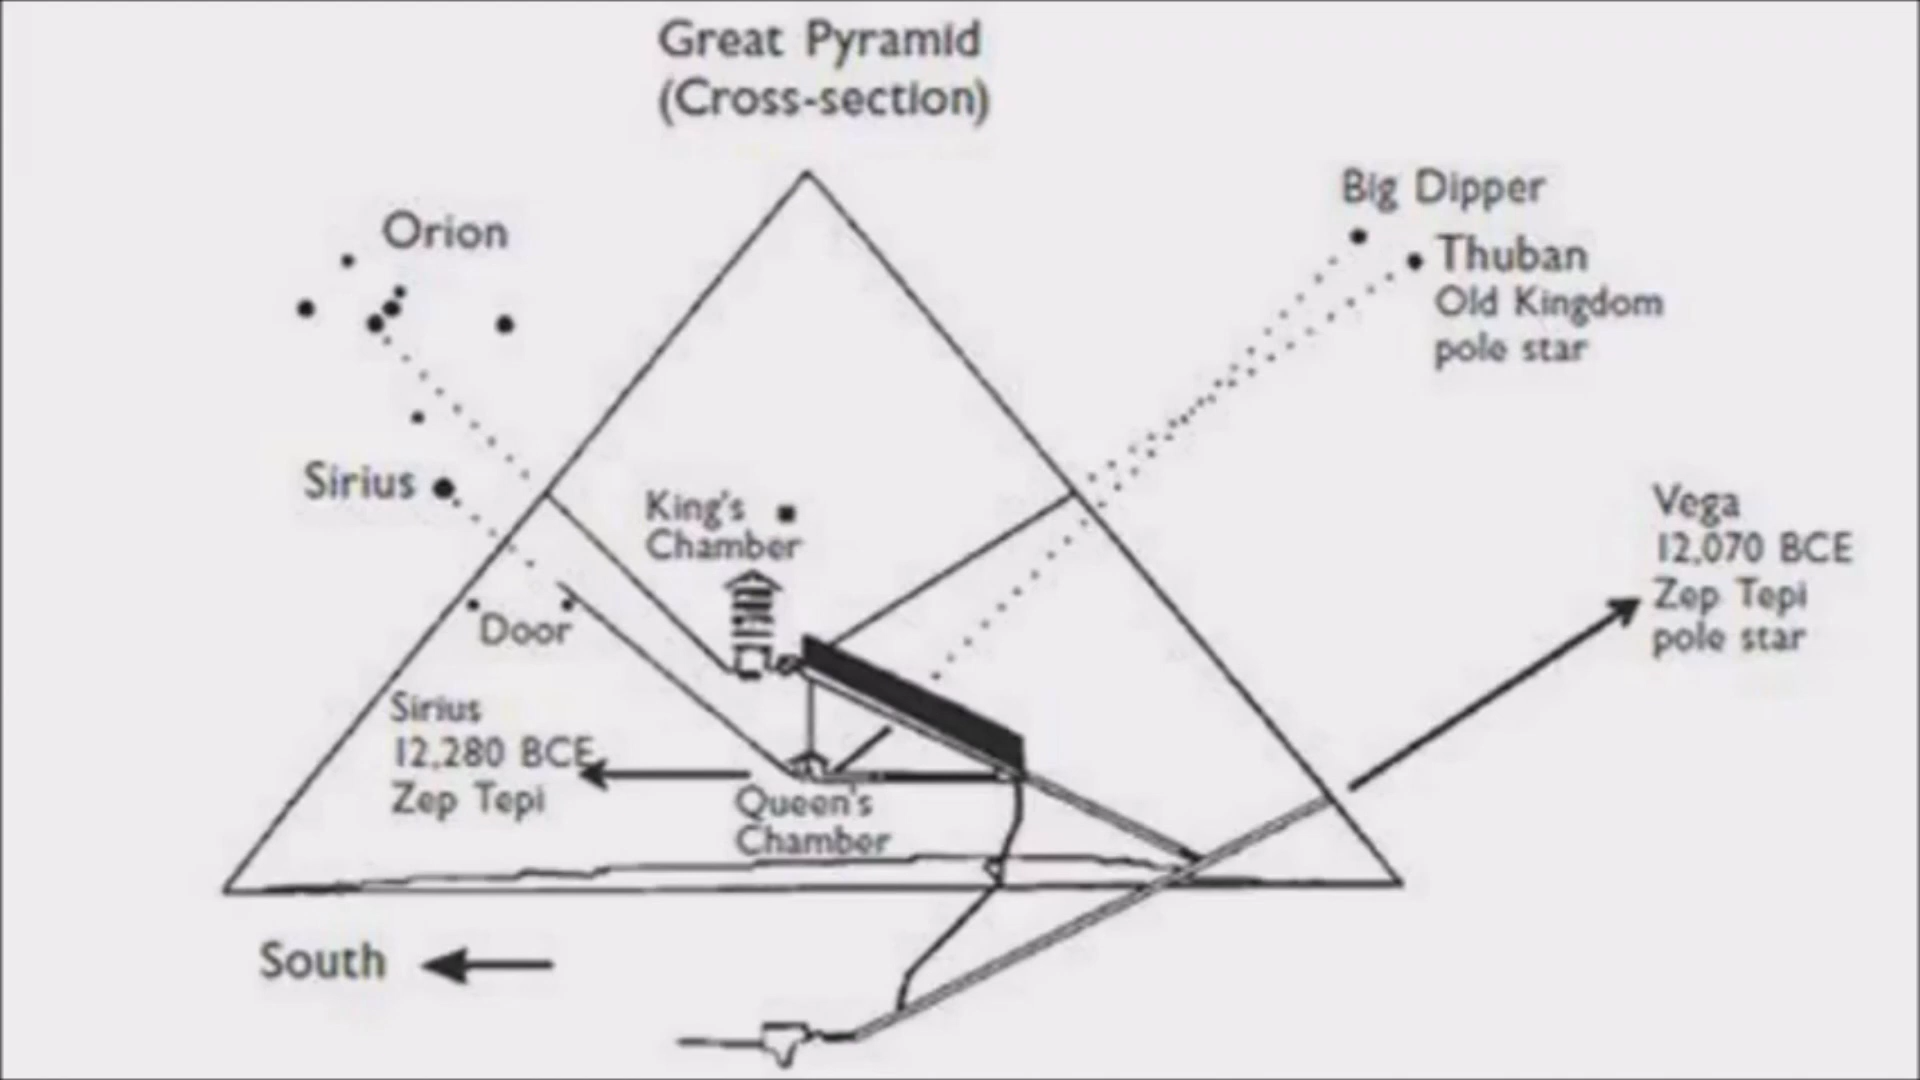 Great Pyramid
(Cross-section)
Orion
Big Dipper
Thuban
Old Kingdom
pole star
Sirius
King's
Chamber
Vega
12,070 BCE
Zep Tepi
pole star
Door
Sirius
12,280 BCE
Zep Tepi
Queen's
Chamber
South